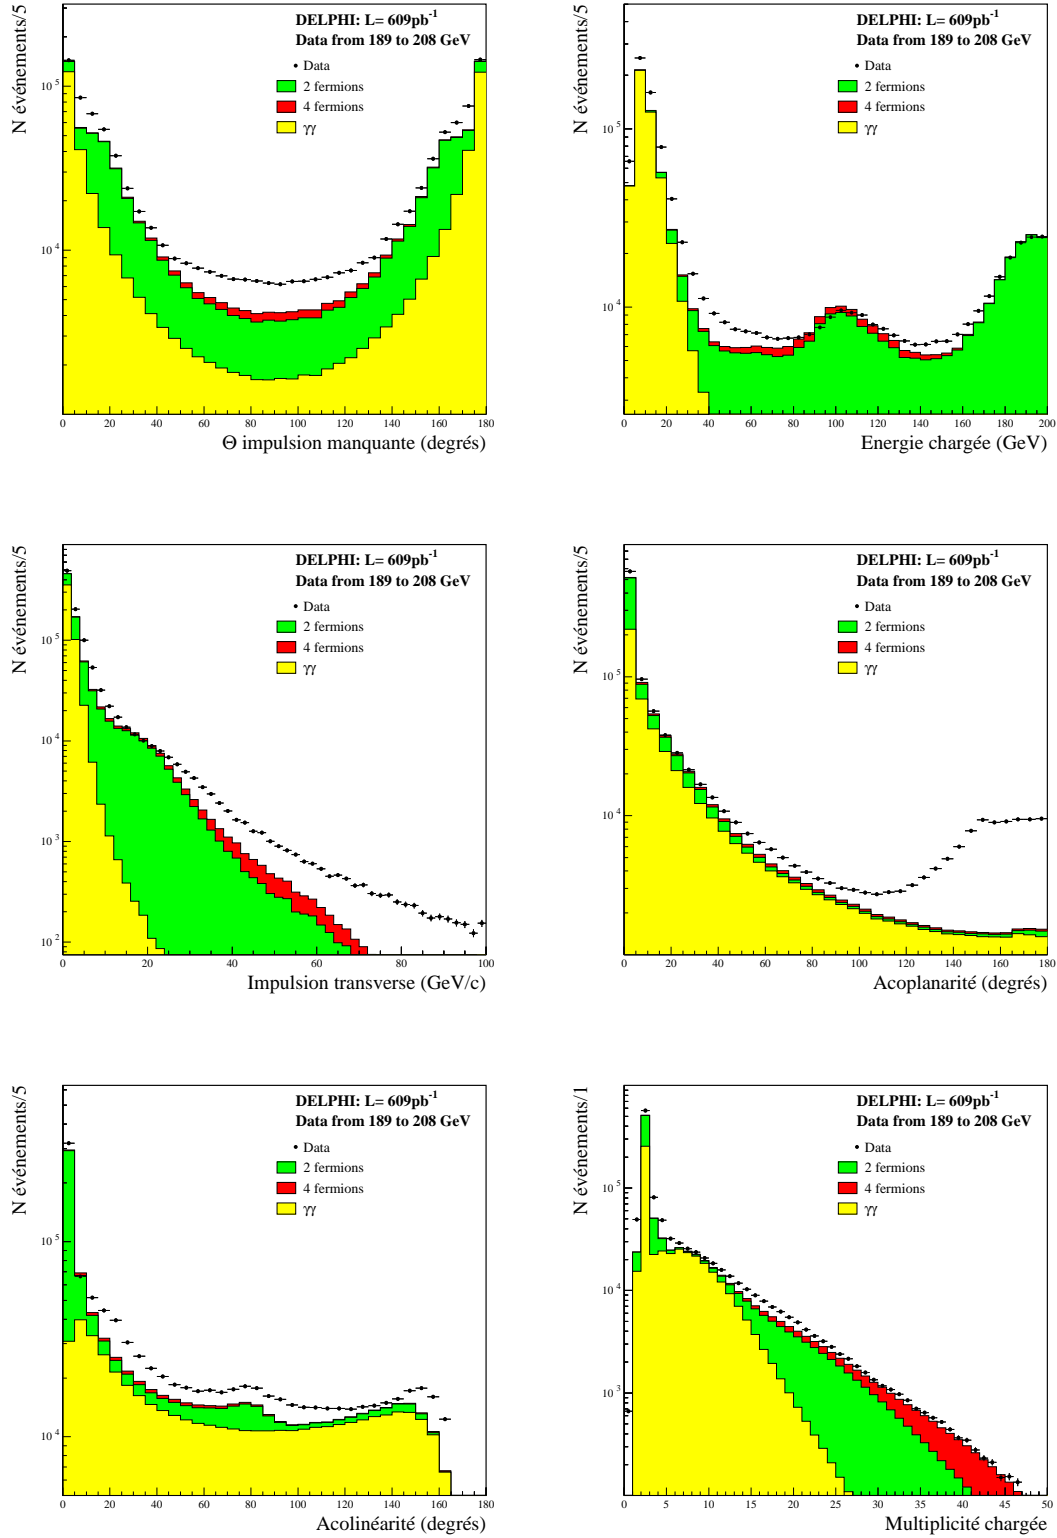 N événements/5
DELPHI: L= 609pb-1
Data from 189 to 208 GeV
Data
2 fermions
4 fermions
γγ
10^5
10^4
0 20 40 60 80 100 120 140 160 180
Θ impulsion manquante (degrés)
N événements/5
DELPHI: L= 609pb-1
Data from 189 to 208 GeV
Data
2 fermions
4 fermions
γγ
10^5
10^4
0 20 40 60 80 100 120 140 160 180 200
Energie chargée (GeV)
N événements/5
DELPHI: L= 609pb-1
Data from 189 to 208 GeV
Data
2 fermions
4 fermions
γγ
10^5
10^4
10^3
10^2
0 20 40 60 80 100
Impulsion transverse (GeV/c)
N événements/5
DELPHI: L= 609pb-1
Data from 189 to 208 GeV
Data
2 fermions
4 fermions
γγ
10^5
10^4
0 20 40 60 80 100 120 140 160 180
Acoplanarité (degrés)
N événements/5
DELPHI: L= 609pb-1
Data from 189 to 208 GeV
Data
2 fermions
4 fermions
γγ
10^5
10^4
0 20 40 60 80 100 120 140 160 180
Acolinéarité (degrés)
N événements/1
DELPHI: L= 609pb-1
Data from 189 to 208 GeV
Data
2 fermions
4 fermions
γγ
10^5
10^4
10^3
0 5 10 15 20 25 30 35 40 45 50
Multiplicité chargée